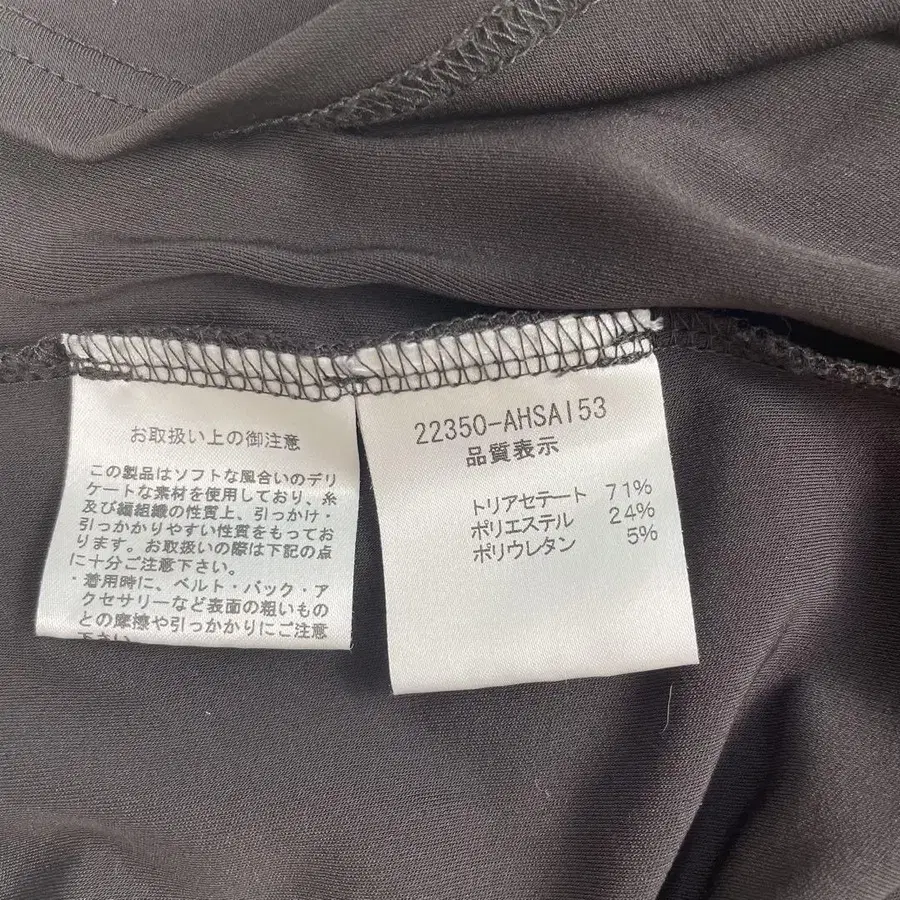 お取扱い上の御注意
この製品はソフトな風合いのデリ
ケートな素材を使用しており、糸
及び編組織の性質上、引っかけ・
引っかかりやすい性質をもってお
ります。お取扱いの際は下記の点
に十分ご注意下さい。
・着用時に、ベルト・バック・ア
クセサリーなど表面の粗いもの
との摩擦や引っかかりにご注意
下さい
22350-AHSA153
品質表示
トリアセテート 71%
ポリエステル 24%
ポリウレタン 5%